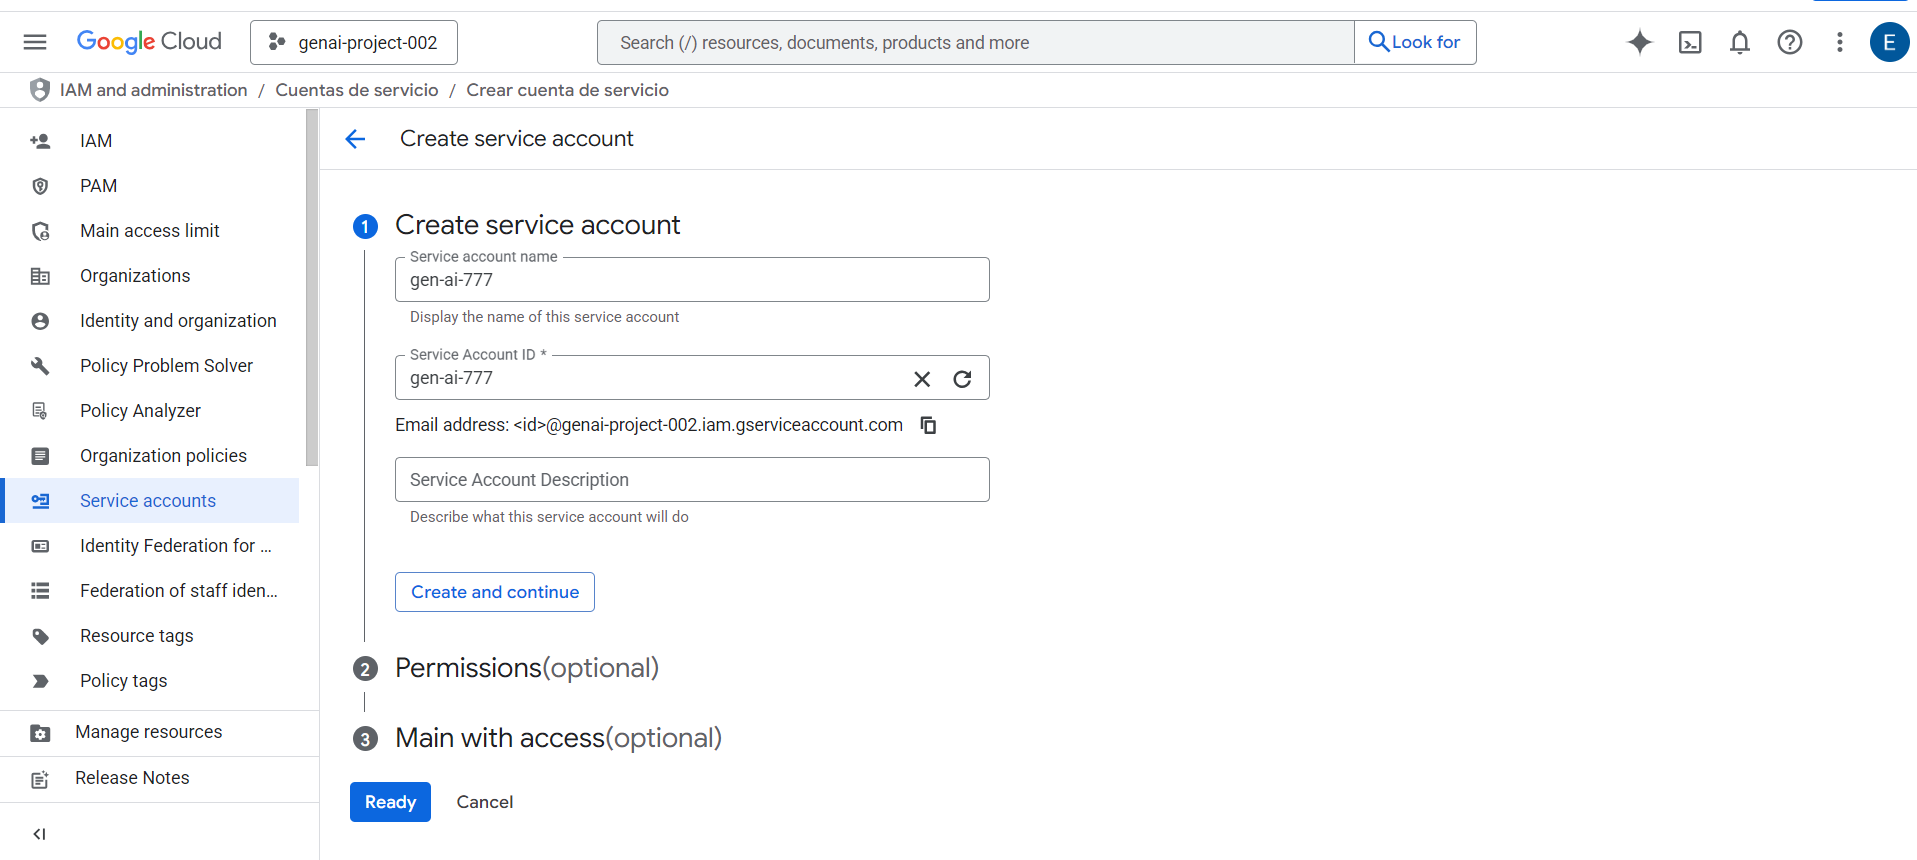 Google Cloud
genai-project-002
Search (/) resources, documents, products and more
Look for
E
IAM and administration / Cuentas de servicio / Crear cuenta de servicio
IAM
PAM
Main access limit
Organizations
Identity and organization
Policy Problem Solver
Policy Analyzer
Organization policies
Service accounts
Identity Federation for ...
Federation of staff iden...
Resource tags
Policy tags
Manage resources
Release Notes
Create service account
1 Create service account
Service account name
gen-ai-777
Display the name of this service account
Service Account ID *
gen-ai-777
Email address: <id>@genai-project-002.iam.gserviceaccount.com
Service Account Description
Describe what this service account will do
Create and continue
2 Permissions(optional)
3 Main with access(optional)
Ready Cancel